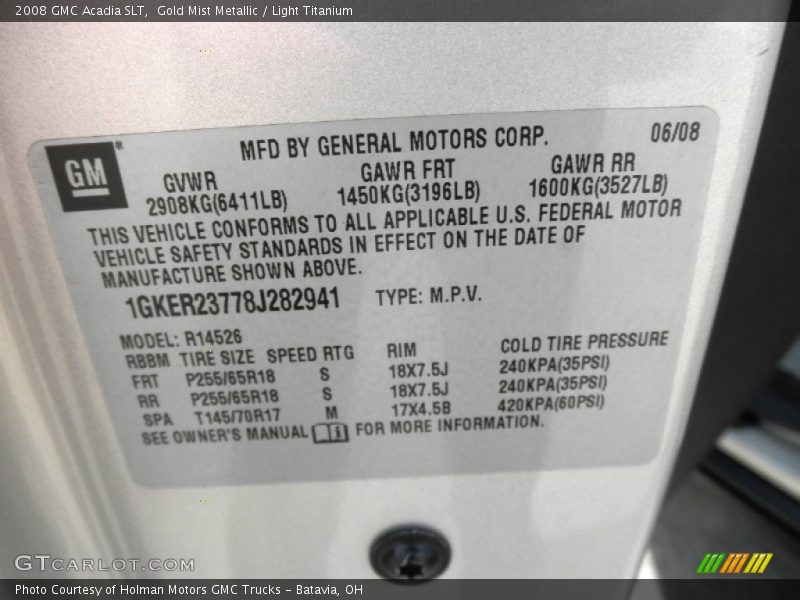 2008 GMC Acadia SLT,  Gold Mist Metallic / Light Titanium
GM®
MFD BY GENERAL MOTORS CORP.
06/08
GVWR GAWR FRT GAWR RR
2908KG(6411LB) 1450KG(3196LB) 1600KG(3527LB)
THIS VEHICLE CONFORMS TO ALL APPLICABLE U.S. FEDERAL MOTOR
VEHICLE SAFETY STANDARDS IN EFFECT ON THE DATE OF
MANUFACTURE SHOWN ABOVE.
1GKER23778J282941 TYPE: M.P.V.
MODEL: R14526
RBBM TIRE SIZE SPEED RTG RIM COLD TIRE PRESSURE
FRT P255/65R18 S 18X7.5J 240KPA(35PSI)
RR P255/65R18 S 18X7.5J 240KPA(35PSI)
SPA T145/70R17 M 17X4.5B 420KPA(60PSI)
SEE OWNER'S MANUAL FOR MORE INFORMATION.
GTCARLOT.COM
Photo Courtesy of Holman Motors GMC Trucks - Batavia, OH